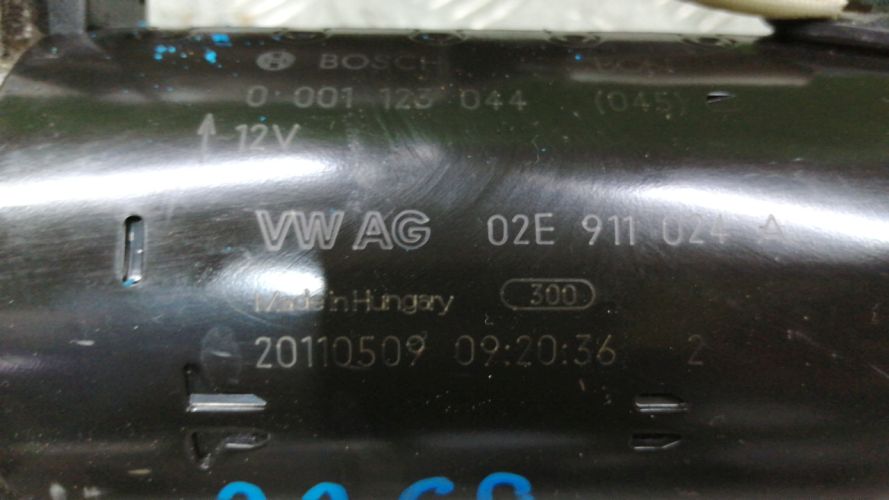 BOSCH
0 001 123 044 (045)
12V
VW AG 02E 911 024 A
Made in Hungary 300
20110509 09:20:36 2